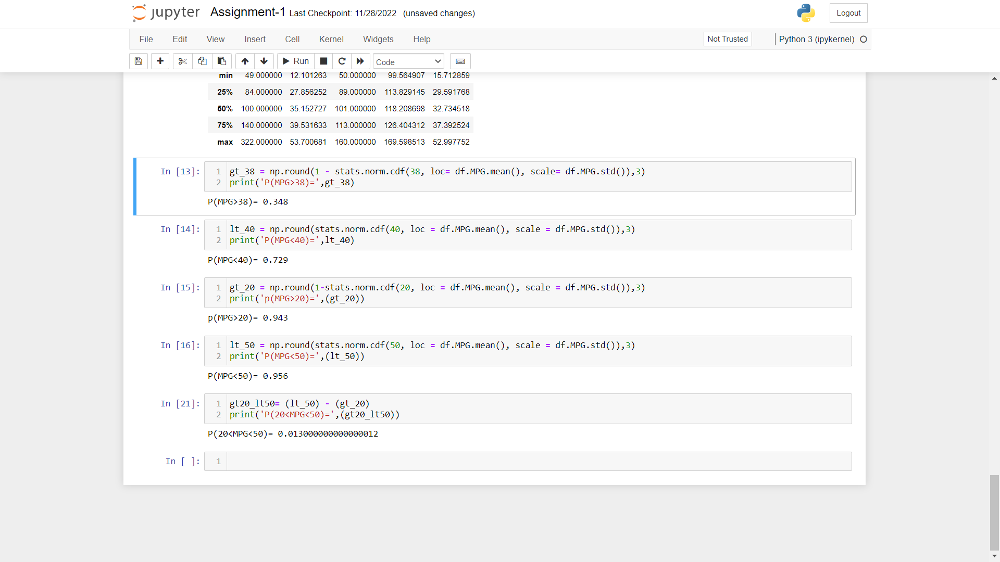 jupyter Assignment-1 Last Checkpoint: 11/28/2022 (unsaved changes) Logout
File Edit View Insert Cell Kernel Widgets Help Not Trusted Python 3 (ipykernel)
Run Code
min 49.000000 12.101263 50.000000 99.564907 15.712859
25% 84.000000 27.856252 89.000000 113.829145 29.591768
50% 100.000000 35.152727 101.000000 118.208698 32.734518
75% 140.000000 39.531633 113.000000 126.404312 37.392524
max 322.000000 53.700681 160.000000 169.598513 52.997752
In [13]: 1 gt_38 = np.round(1 - stats.norm.cdf(38, loc= df.MPG.mean(), scale= df.MPG.std()),3)
2 print('P(MPG>38)=',gt_38)
P(MPG>38)= 0.348
In [14]: 1 lt_40 = np.round(stats.norm.cdf(40, loc = df.MPG.mean(), scale = df.MPG.std()),3)
2 print('P(MPG<40)=',lt_40)
P(MPG<40)= 0.729
In [15]: 1 gt_20 = np.round(1-stats.norm.cdf(20, loc = df.MPG.mean(), scale = df.MPG.std()),3)
2 print('p(MPG>20)=',(gt_20))
p(MPG>20)= 0.943
In [16]: 1 lt_50 = np.round(stats.norm.cdf(50, loc = df.MPG.mean(), scale = df.MPG.std()),3)
2 print('P(MPG<50)=',(lt_50))
P(MPG<50)= 0.956
In [21]: 1 gt20_lt50= (lt_50) - (gt_20)
2 print('P(20<MPG<50)=',(gt20_lt50))
P(20<MPG<50)= 0.013000000000000012
In [ ]: 1